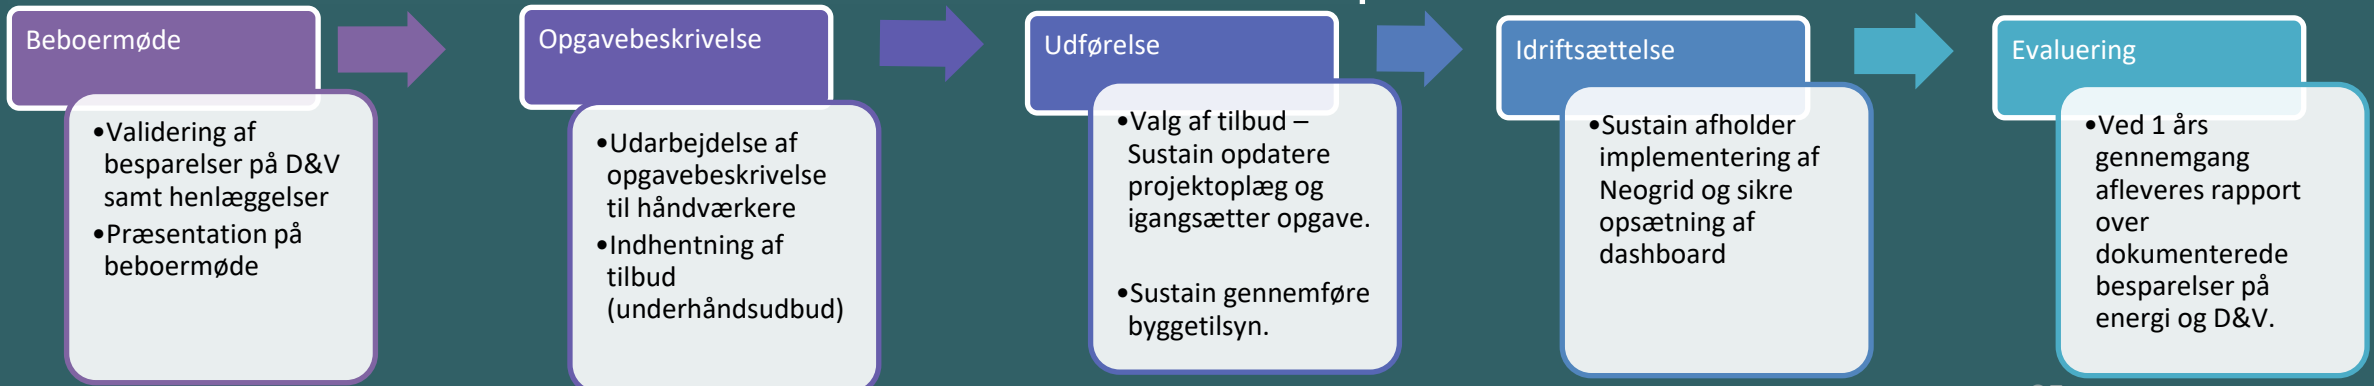 Beboermøde
•Validering af
besparelser på D&V
samt henlæggelser
•Præsentation på
beboermøde
Opgavebeskrivelse
•Udarbejdelse af
opgavebeskrivelse
til håndværkere
•Indhentning af
tilbud
(underhåndsudbud)
Udførelse
•Valg af tilbud –
Sustain opdatere
projektoplæg og
igangsætter opgave.
•Sustain gennemføre
byggetilsyn.
Idriftsættelse
•Sustain afholder
implementering af
Neogrid og sikre
opsætning af
dashboard
Evaluering
•Ved 1 års
gennemgang
afleveres rapport
over
dokumenterede
besparelser på
energi og D&V.